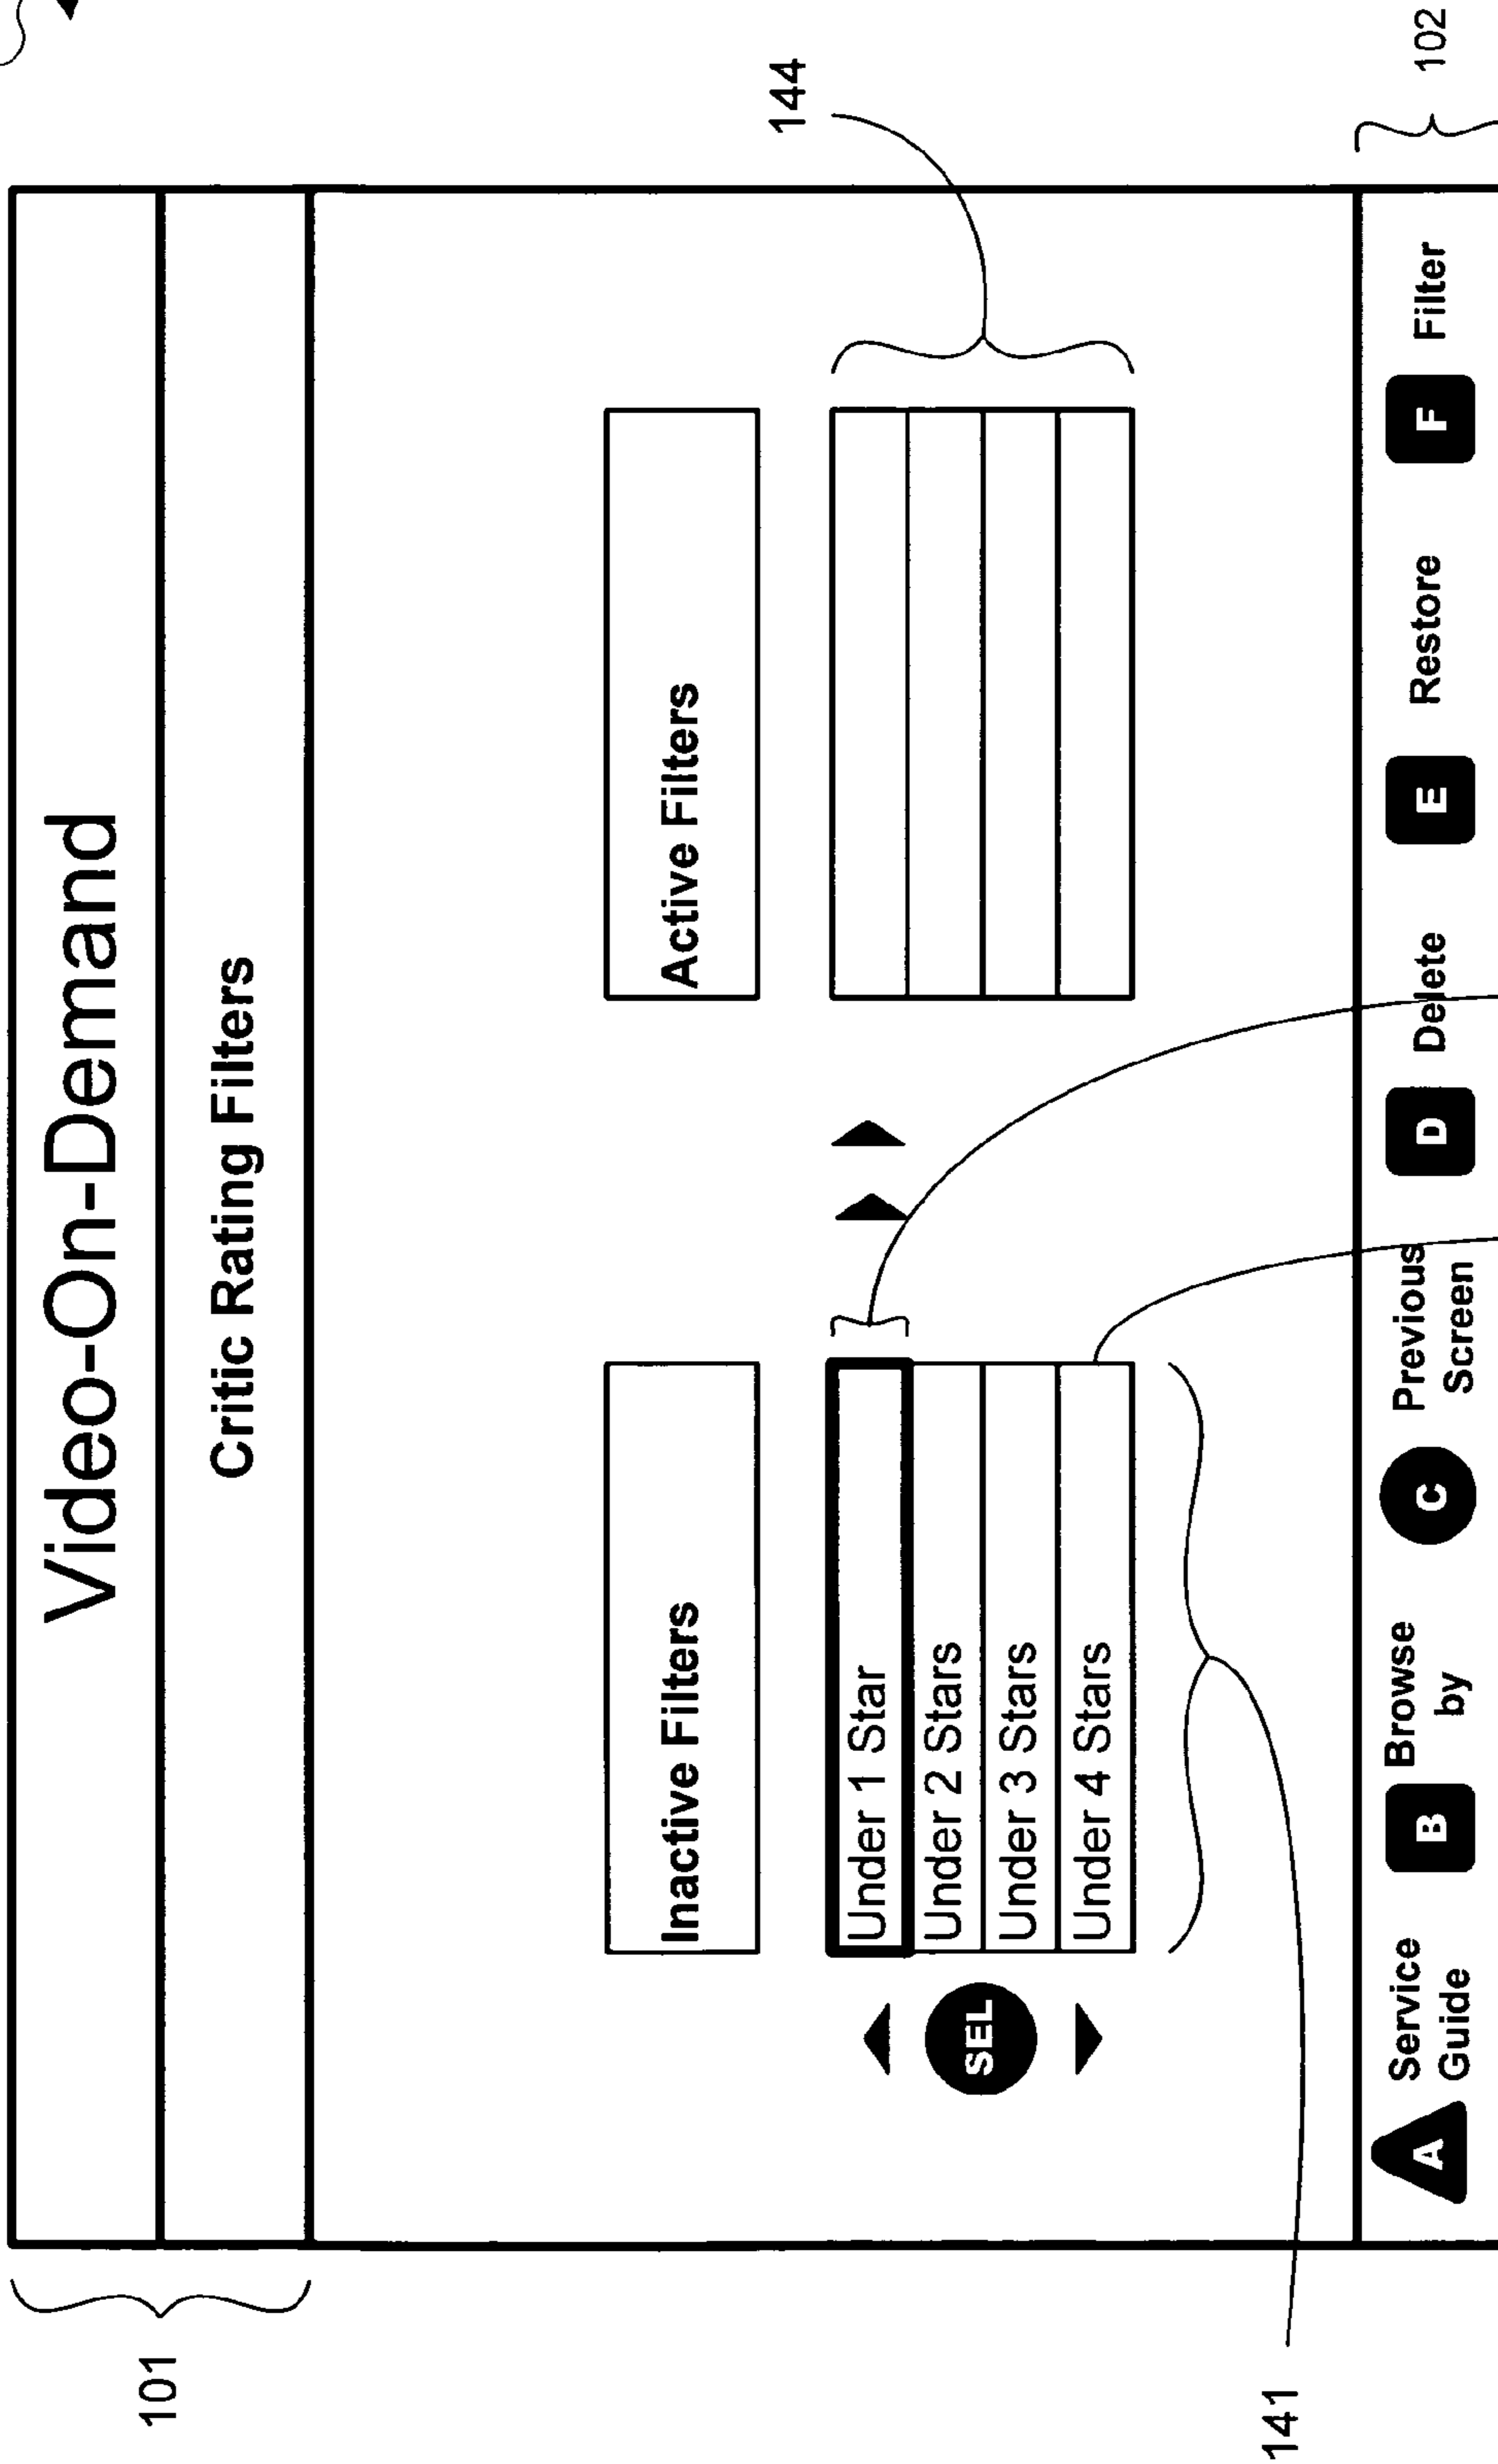 Video-On-Demand
101
Critic Rating Filters
144
Inactive Filters
Active Filters
SEL
Under 1 Star
Under 2 Stars
Under 3 Stars
Under 4 Stars
141
102
A Service Guide
B Browse by
C Previous Screen
D Delete
E Restore
F Filter